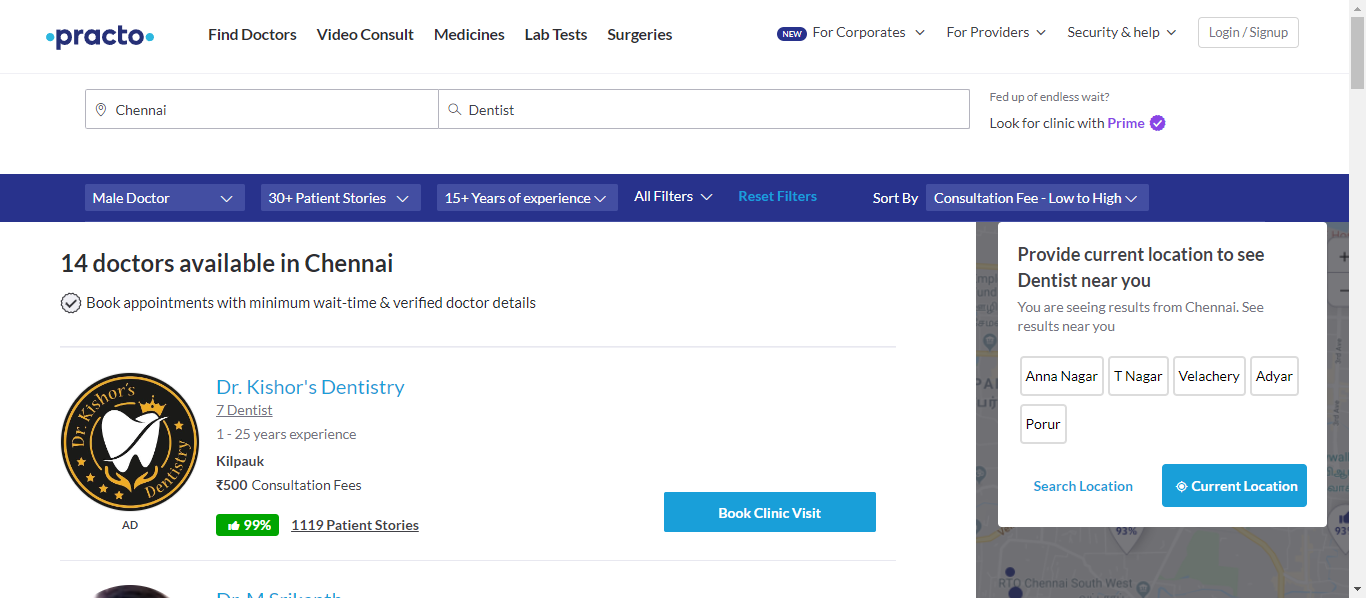 practo
Find Doctors
Video Consult
Medicines
Lab Tests
Surgeries
NEW For Corporates
For Providers
Security & help
Login / Signup
Chennai
Dentist
Fed up of endless wait?
Look for clinic with Prime
Male Doctor
30+ Patient Stories
15+ Years of experience
All Filters
Reset Filters
Sort By
Consultation Fee - Low to High
14 doctors available in Chennai
Book appointments with minimum wait-time & verified doctor details
Dr. Kishor's
Dentistry
AD
Dr. Kishor's Dentistry
7 Dentist
1 - 25 years experience
Kilpauk
₹500 Consultation Fees
99%
1119 Patient Stories
Book Clinic Visit
Provide current location to see
Dentist near you
You are seeing results from Chennai. See
results near you
Anna Nagar
T Nagar
Velachery
Adyar
Porur
Search Location
Current Location
93%
RTO Chennai South West